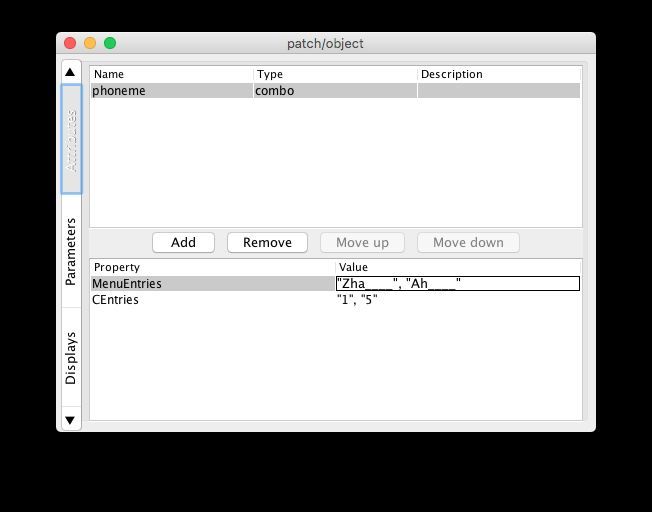 patch/object
Attributes
Parameters
Displays
Name Type Description
phoneme combo
Add Remove Move up Move down
Property Value
MenuEntries "Zha____", "Ah____"
CEntries "1", "5"